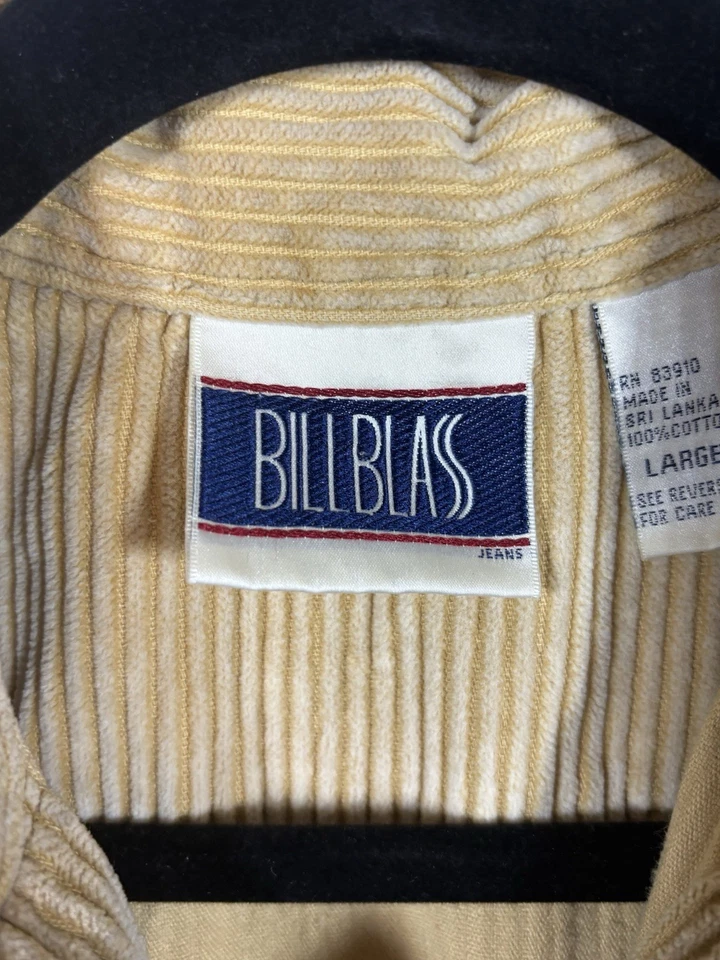 BILLBLASS
JEANS
RN 83910
MADE IN
SRI LANKA
100%COTTO
LARGE
SEE REVERS
FOR CARE